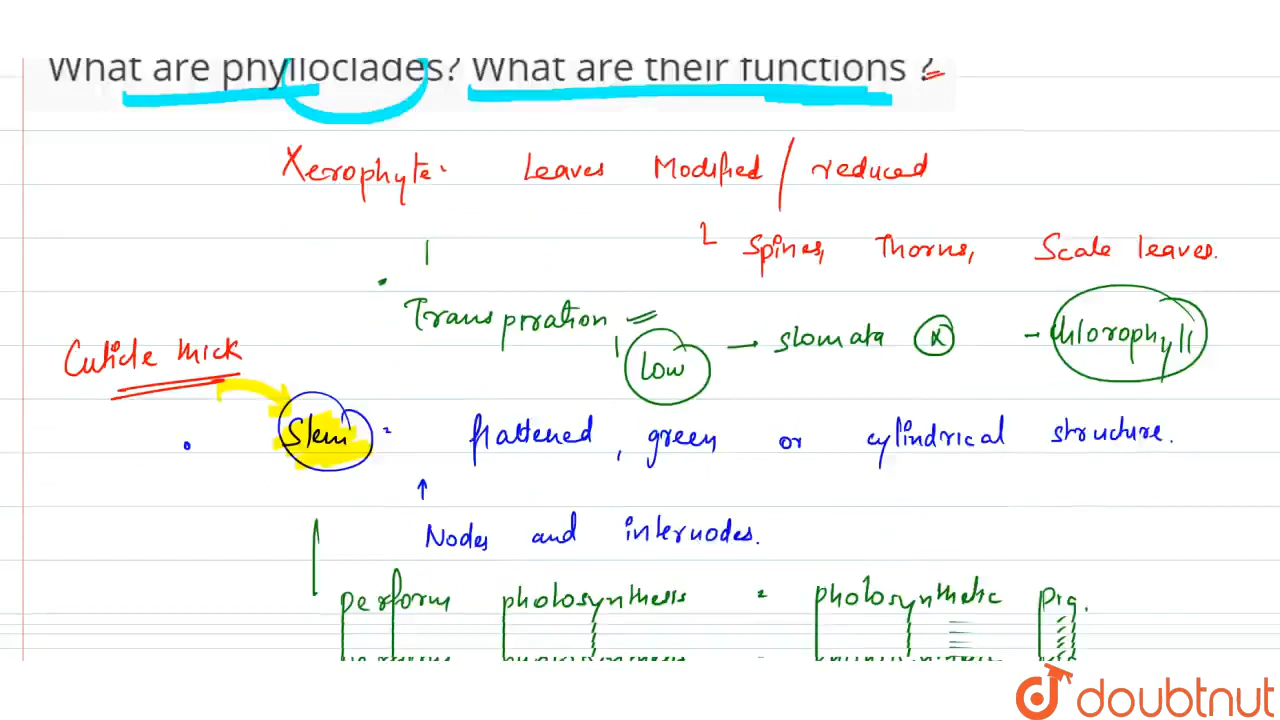 What are phylloclades? What are their functions ?
Xerophyte. Leaves Modified / reduced
Spines, Thorns, Scale leaves.
Transpiration
Cuticle thick
Low → stomata x - chlorophyll
Stem = flattened, green or cylindrical structure.
↑
Nodes and internodes.
perform photosynthesis = photosynthetic pig.
doubtnut